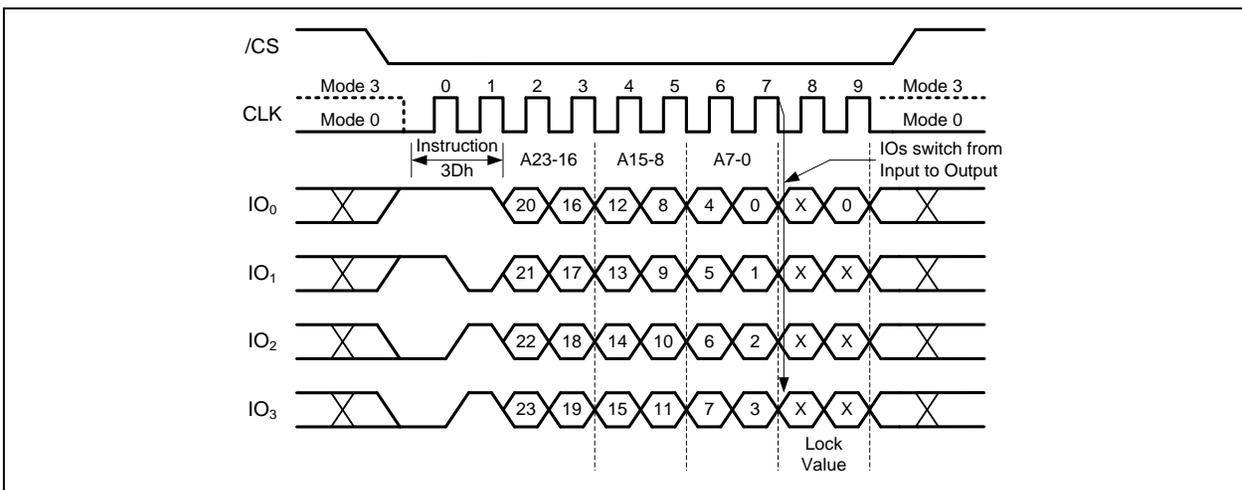 /CS
Mode 3 0 1 2 3 4 5 6 7 8 9 Mode 3
CLK
Mode 0 Mode 0
Instruction
3Dh
A23-16 A15-8 A7-0
IOs switch from
Input to Output
IO₀ 20 16 12 8 4 0 X 0
IO₁ 21 17 13 9 5 1 X X
IO₂ 22 18 14 10 6 2 X X
IO₃ 23 19 15 11 7 3 X X
Lock
Value